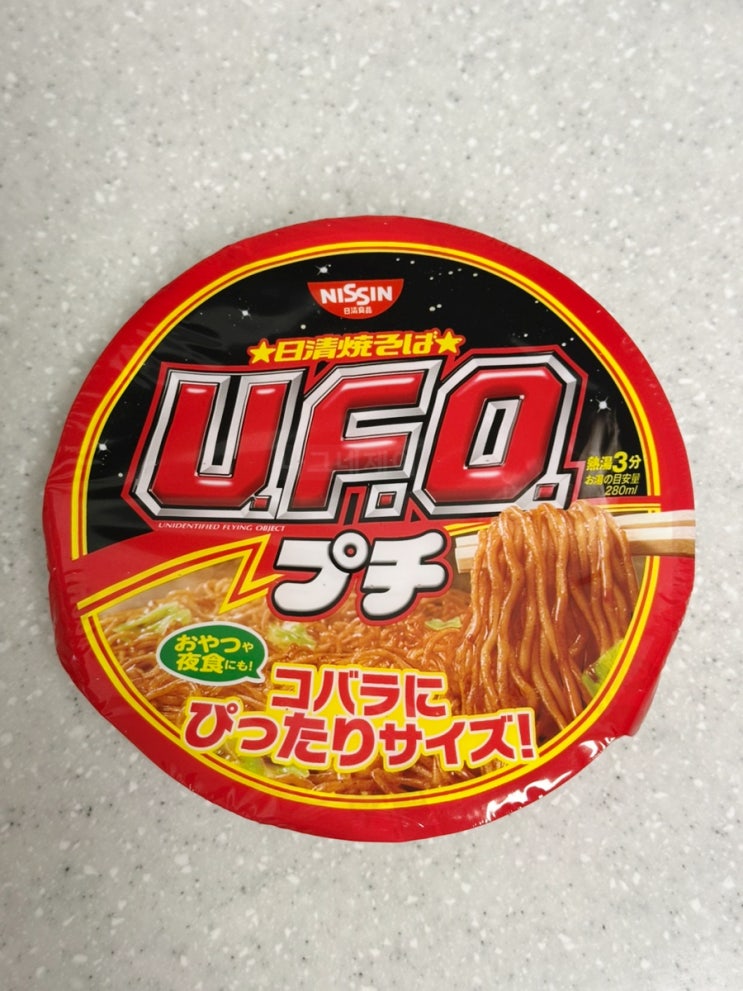 NISSIN
日清食品
★日清焼そば★
U.F.O.
UNIDENTIFIED FLYING OBJECT
熱湯3分
お湯の目安量
280ml
プチ
おやつや
夜食にも!
コバラに
ぴったりサイズ!